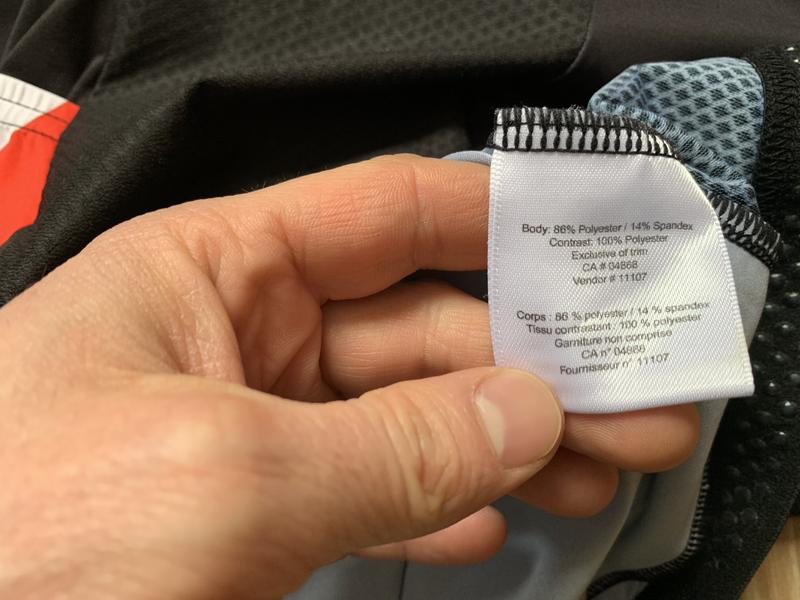 Body: 86% Polyester / 14% Spandex
Contrast: 100% Polyester
Exclusive of trim
CA # 04868
Vendor # 11107
Corps : 86 % polyester / 14 % spandex
Tissu contrastant : 100 % polyester
Garniture non comprise
CA n° 04868
Fournisseur n° 11107